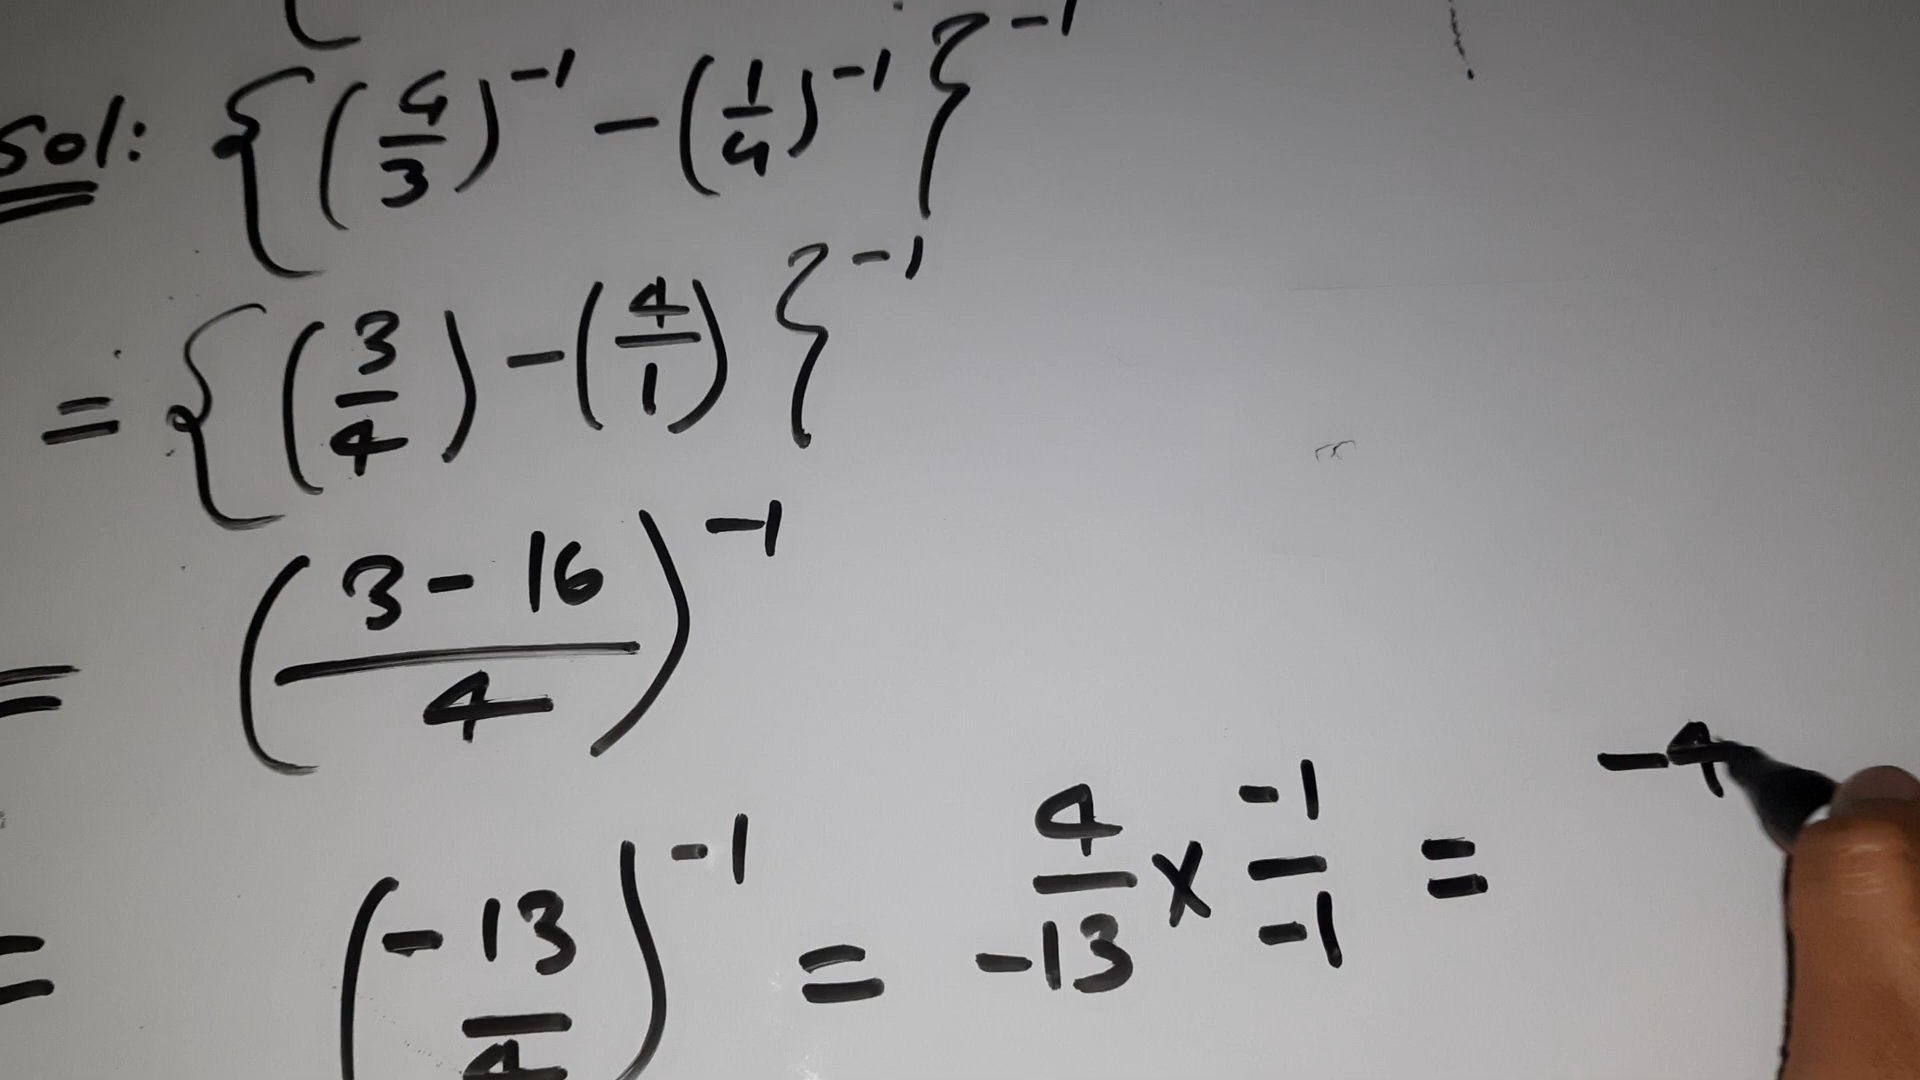 Sol: {(4/3)⁻¹ - (1/4)⁻¹}⁻¹
= {(3/4) - (4/1)}⁻¹
= ((3 - 16)/4)⁻¹
= (-13/4)⁻¹ = 4/-13 × -1/-1 = -4